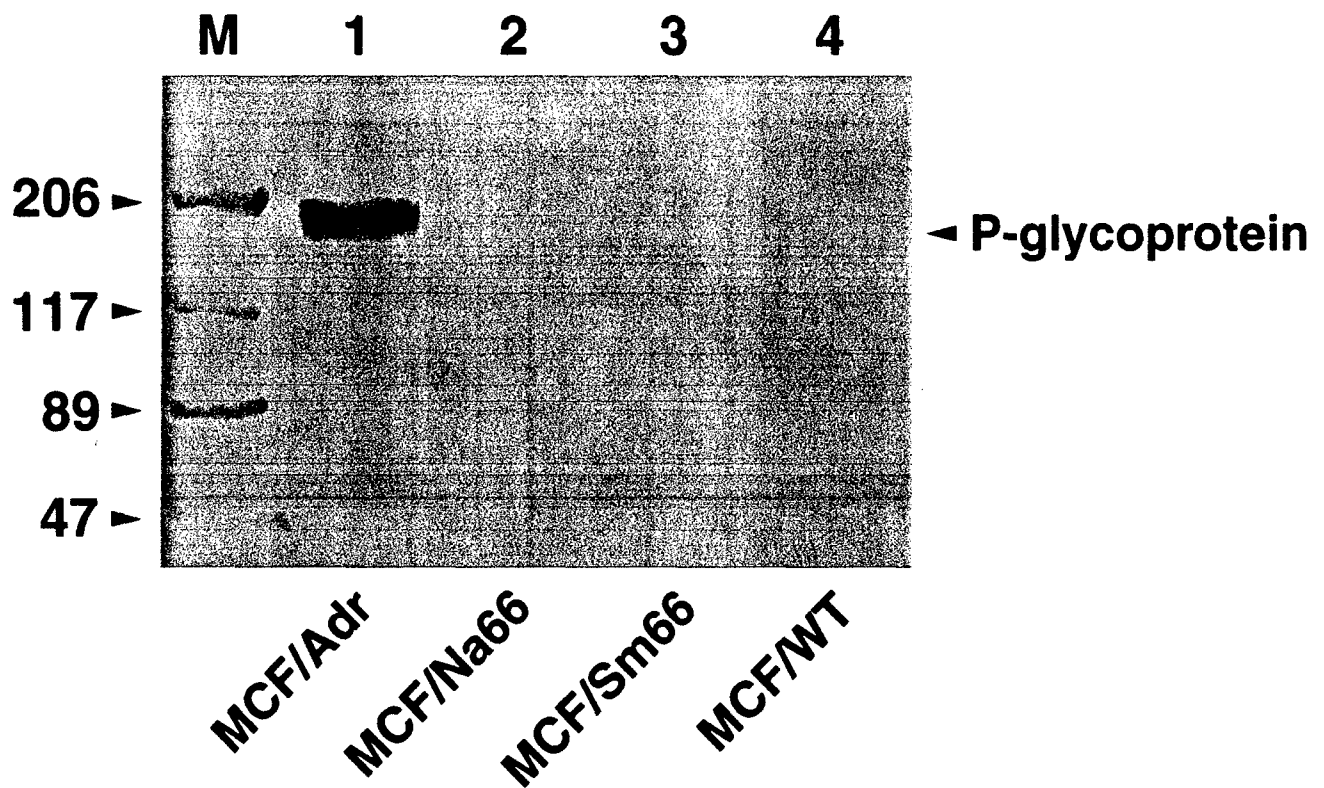 M 1 2 3 4
206
P-glycoprotein
117
89
47
MCF/Adr
MCF/Na66
MCF/Sm66
MCF/WT